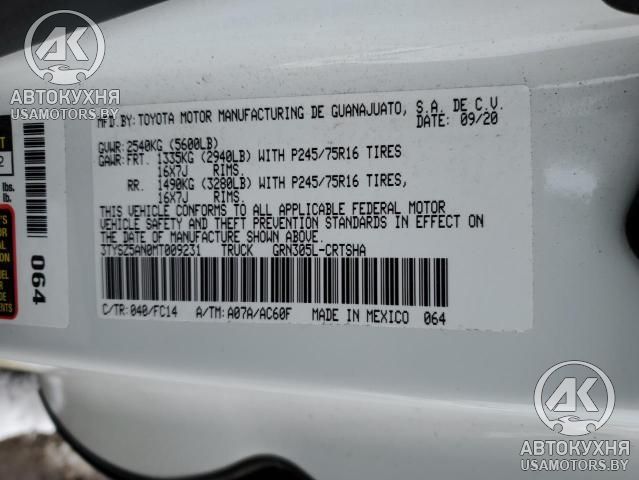 AK
АВТОКУХНЯ
USAMOTORS.BY
MFD.BY: TOYOTA MOTOR MANUFACTURING DE GUANAJUATO, S.A. DE C.V.
DATE: 09/20
GVWR: 2540KG (5600LB)
GAWR: FRT. 1335KG (2940LB) WITH P245/75R16 TIRES
16X7J RIMS.
RR. 1490KG (3280LB) WITH P245/75R16 TIRES,
16X7J RIMS.
THIS VEHICLE CONFORMS TO ALL APPLICABLE FEDERAL MOTOR
VEHICLE SAFETY AND THEFT PREVENTION STANDARDS IN EFFECT ON
THE DATE OF MANUFACTURE SHOWN ABOVE.
3TYSZ5AN0MT009231 TRUCK GRN305L-CRTSHA
C/TR: 040/FC14 A/TM: A07A/AC60F MADE IN MEXICO 064
lbs.
lb.
064
AK
АВТОКУХНЯ
USAMOTORS.BY